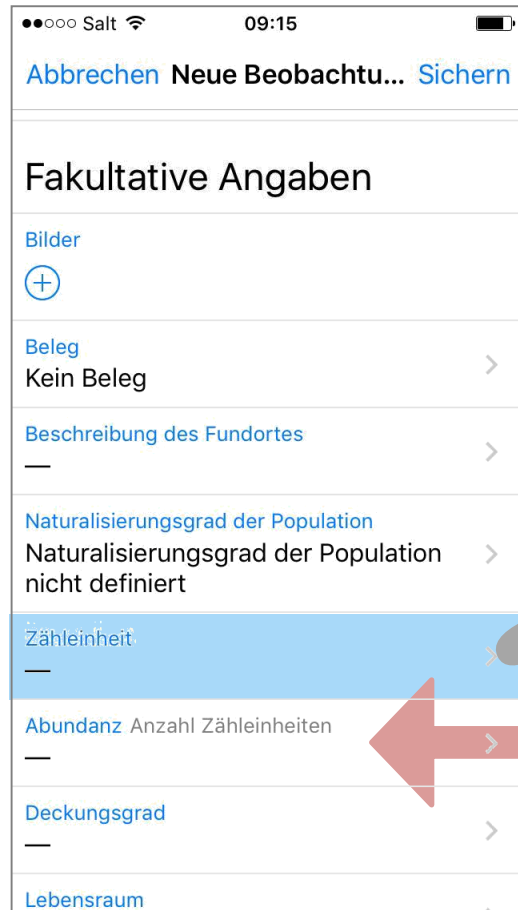 Salt 09:15
Abbrechen Neue Beobachtu... Sichern
Fakultative Angaben
Bilder
Beleg
Kein Beleg
Beschreibung des Fundortes
—
Naturalisierungsgrad der Population
Naturalisierungsgrad der Population
nicht definiert
Zähleinheit
—
Abundanz Anzahl Zähleinheiten
—
Deckungsgrad
—
Lebensraum